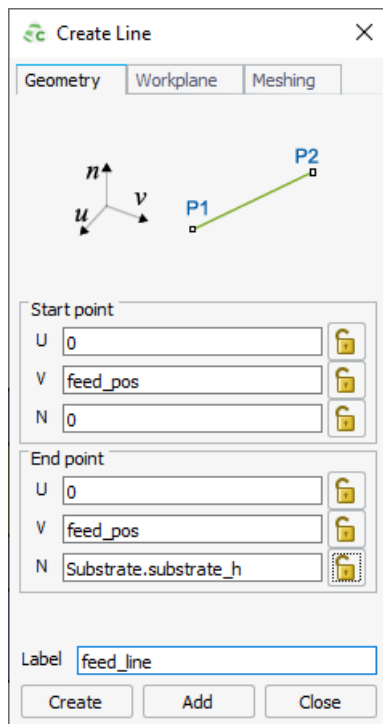 Create Line
Geometry Workplane Meshing
n
v
u
P1
P2
Start point
U 0
V feed_pos
N 0
End point
U 0
V feed_pos
N Substrate.substrate_h
Label feed_line
Create Add Close